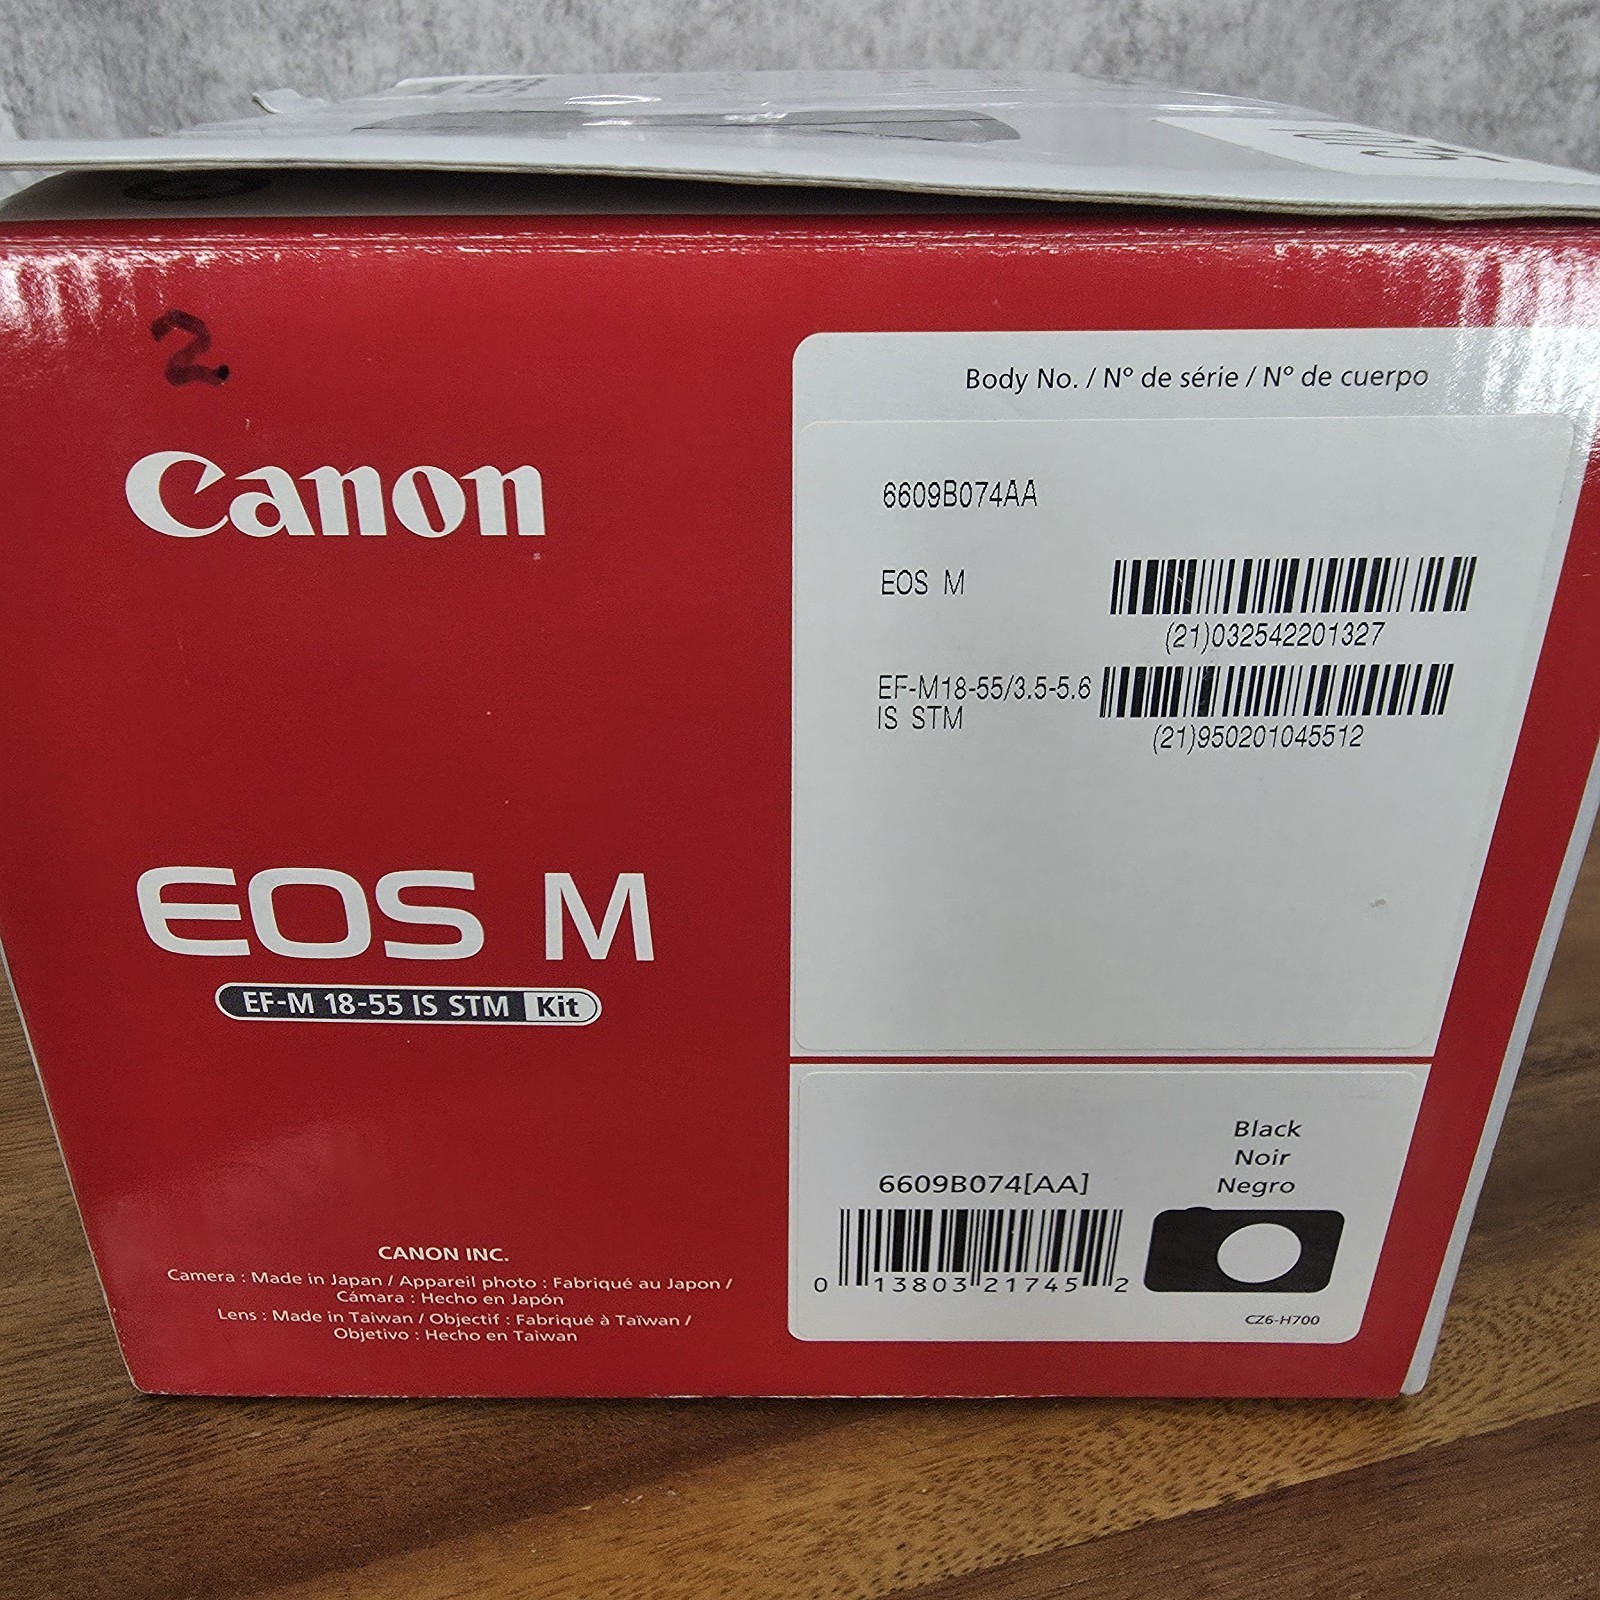 2
Canon
EOS M
EF-M 18-55 IS STM Kit
CANON INC.
Camera : Made in Japan / Appareil photo : Fabriqué au Japon /
Cámara : Hecho en Japón
Lens : Made in Taiwan / Objectif : Fabriqué à Taïwan /
Objetivo : Hecho en Taiwan
Body No. / Nº de série / Nº de cuerpo
6609B074AA
EOS M
(21)032542201327
EF-M18-55/3.5-5.6
IS STM
(21)950201045512
Black
Noir
Negro
6609B074[AA]
0 13803 21745 2
CZ6-H700